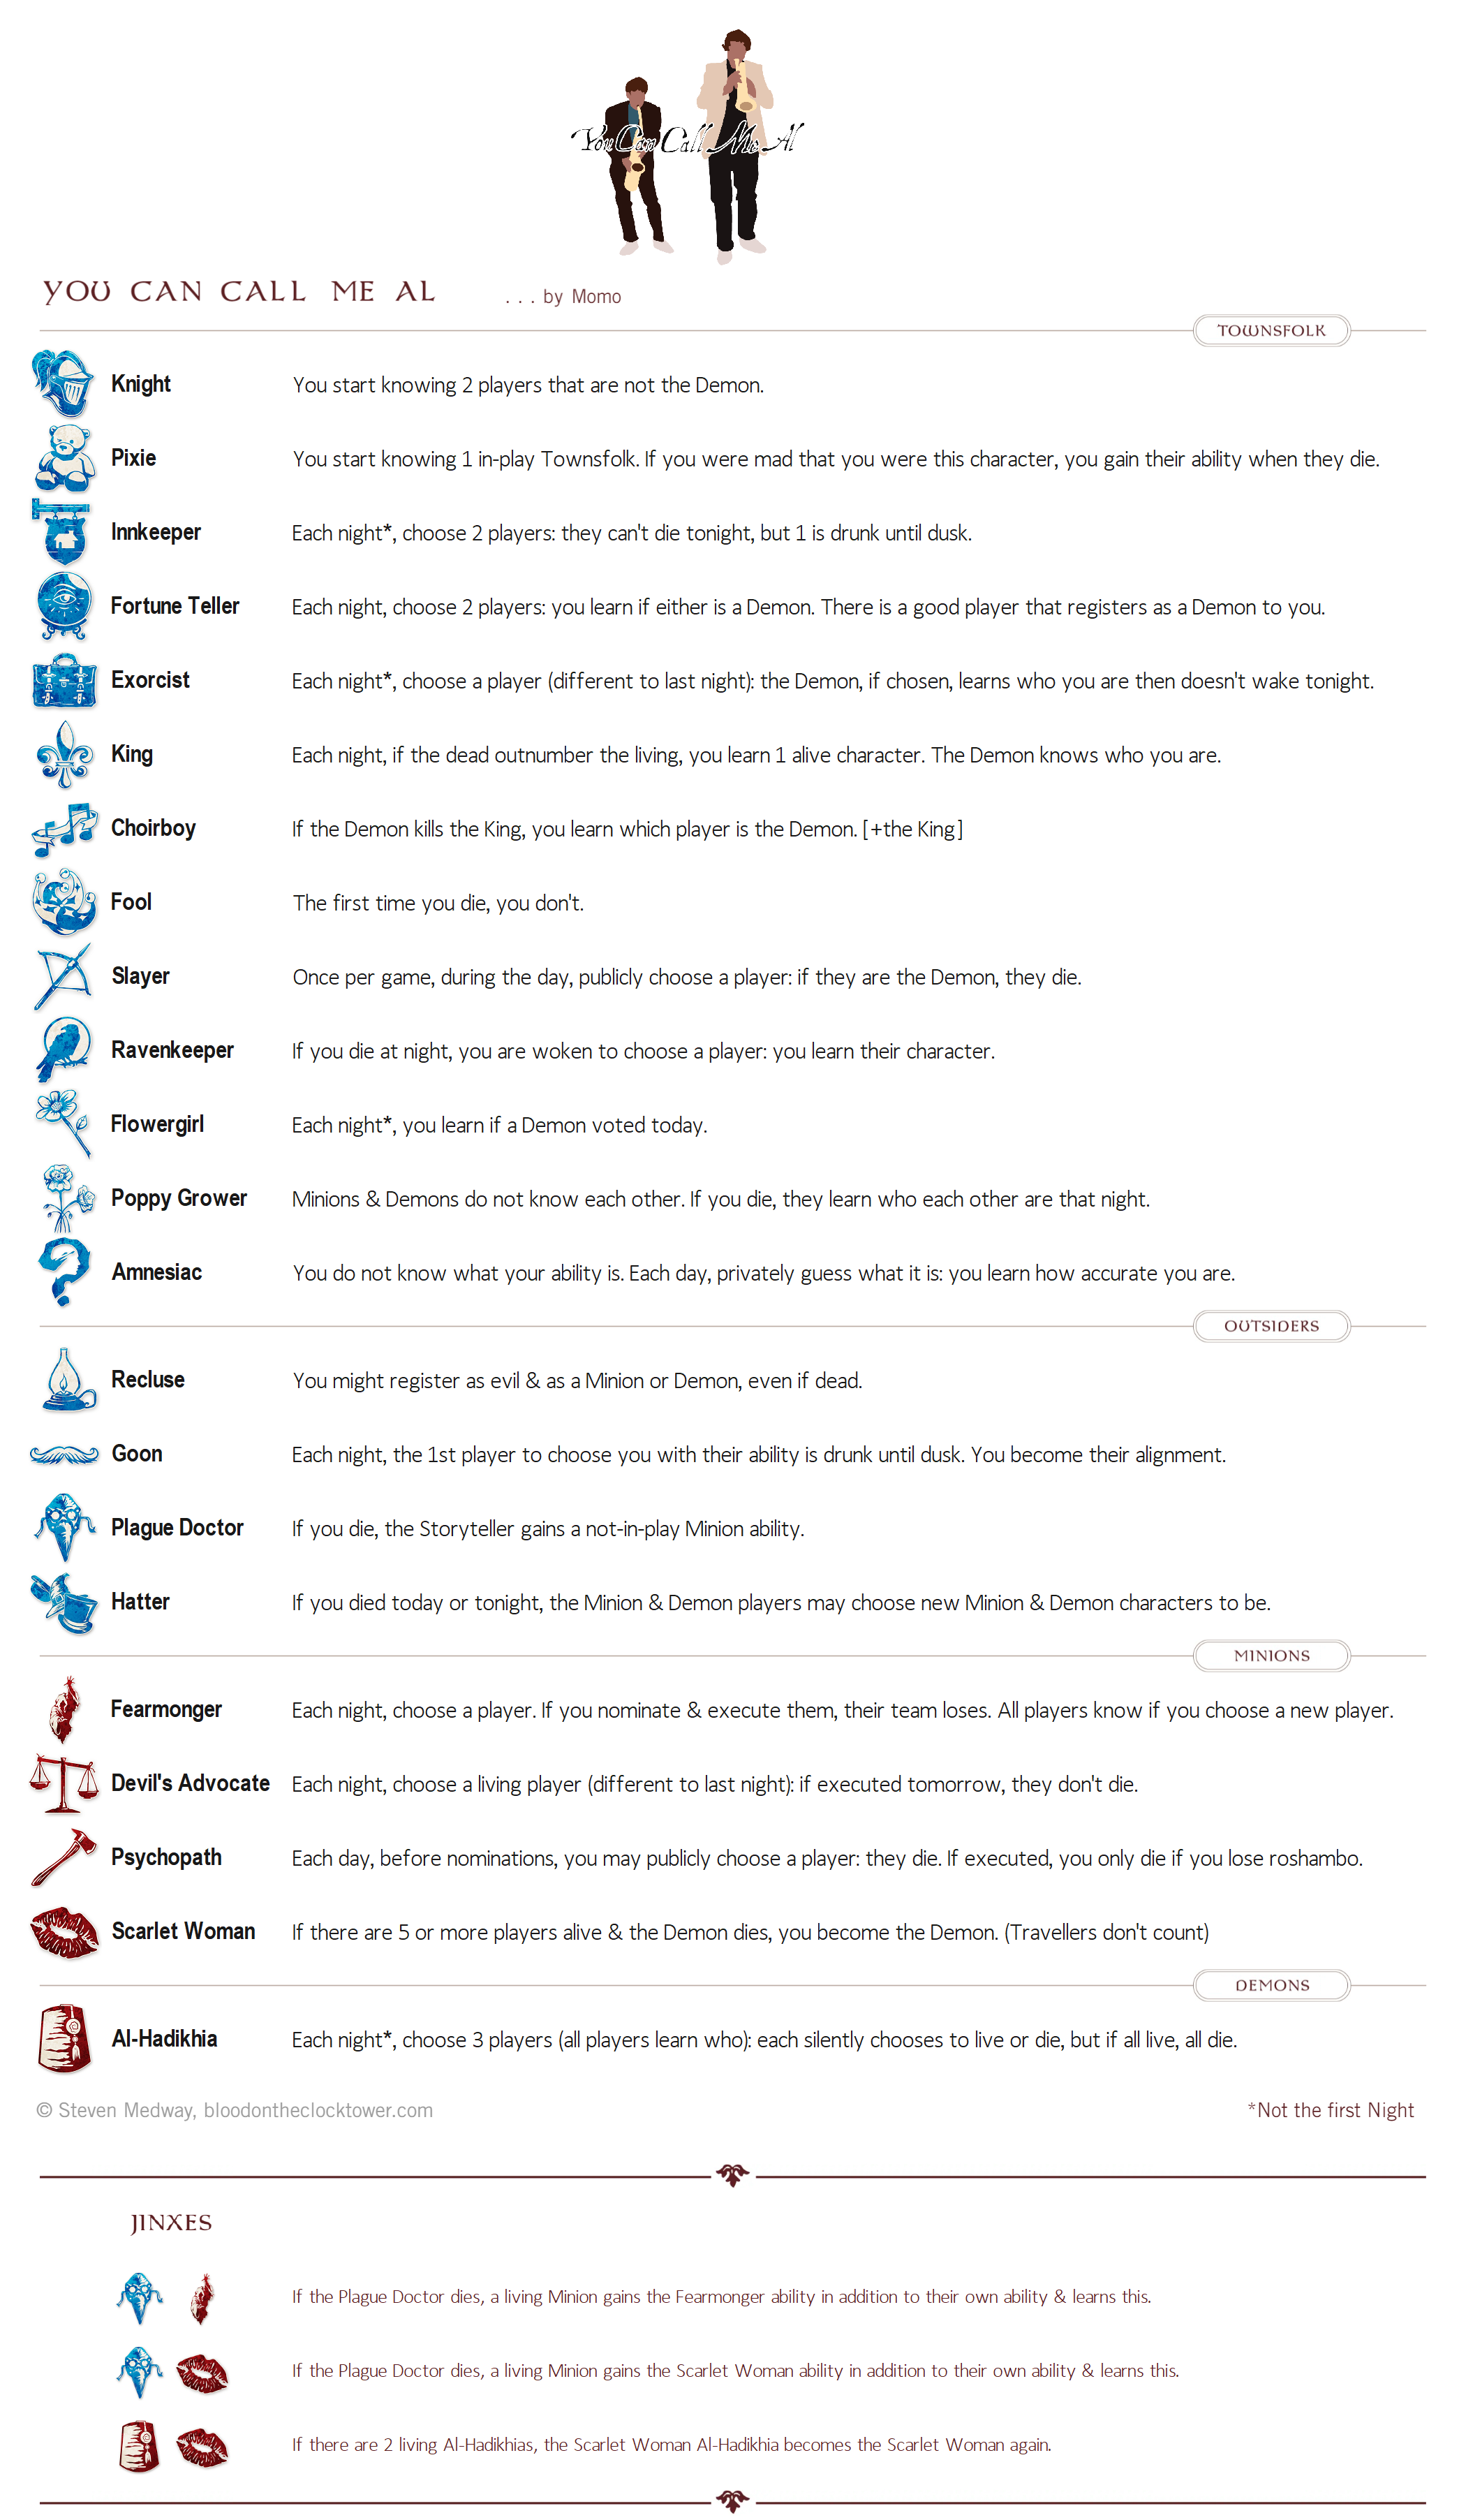 You Can Call Me Al
YOU CAN CALL ME AL . . . by Momo
TOWNSFOLK
Knight You start knowing 2 players that are not the Demon.
Pixie You start knowing 1 in-play Townsfolk. If you were mad that you were this character, you gain their ability when they die.
Innkeeper Each night*, choose 2 players: they can't die tonight, but 1 is drunk until dusk.
Fortune Teller Each night, choose 2 players: you learn if either is a Demon. There is a good player that registers as a Demon to you.
Exorcist Each night*, choose a player (different to last night): the Demon, if chosen, learns who you are then doesn't wake tonight.
King Each night, if the dead outnumber the living, you learn 1 alive character. The Demon knows who you are.
Choirboy If the Demon kills the King, you learn which player is the Demon. [+the King]
Fool The first time you die, you don't.
Slayer Once per game, during the day, publicly choose a player: if they are the Demon, they die.
Ravenkeeper If you die at night, you are woken to choose a player: you learn their character.
Flowergirl Each night*, you learn if a Demon voted today.
Poppy Grower Minions & Demons do not know each other. If you die, they learn who each other are that night.
Amnesiac You do not know what your ability is. Each day, privately guess what it is: you learn how accurate you are.
OUTSIDERS
Recluse You might register as evil & as a Minion or Demon, even if dead.
Goon Each night, the 1st player to choose you with their ability is drunk until dusk. You become their alignment.
Plague Doctor If you die, the Storyteller gains a not-in-play Minion ability.
Hatter If you died today or tonight, the Minion & Demon players may choose new Minion & Demon characters to be.
MINIONS
Fearmonger Each night, choose a player. If you nominate & execute them, their team loses. All players know if you choose a new player.
Devil's Advocate Each night, choose a living player (different to last night): if executed tomorrow, they don't die.
Psychopath Each day, before nominations, you may publicly choose a player: they die. If executed, you only die if you lose roshambo.
Scarlet Woman If there are 5 or more players alive & the Demon dies, you become the Demon. (Travellers don't count)
DEMONS
Al-Hadikhia Each night*, choose 3 players (all players learn who): each silently chooses to live or die, but if all live, all die.
© Steven Medway, bloodontheclocktower.com *Not the first Night
JINXES
If the Plague Doctor dies, a living Minion gains the Fearmonger ability in addition to their own ability & learns this.
If the Plague Doctor dies, a living Minion gains the Scarlet Woman ability in addition to their own ability & learns this.
If there are 2 living Al-Hadikhias, the Scarlet Woman Al-Hadikhia becomes the Scarlet Woman again.